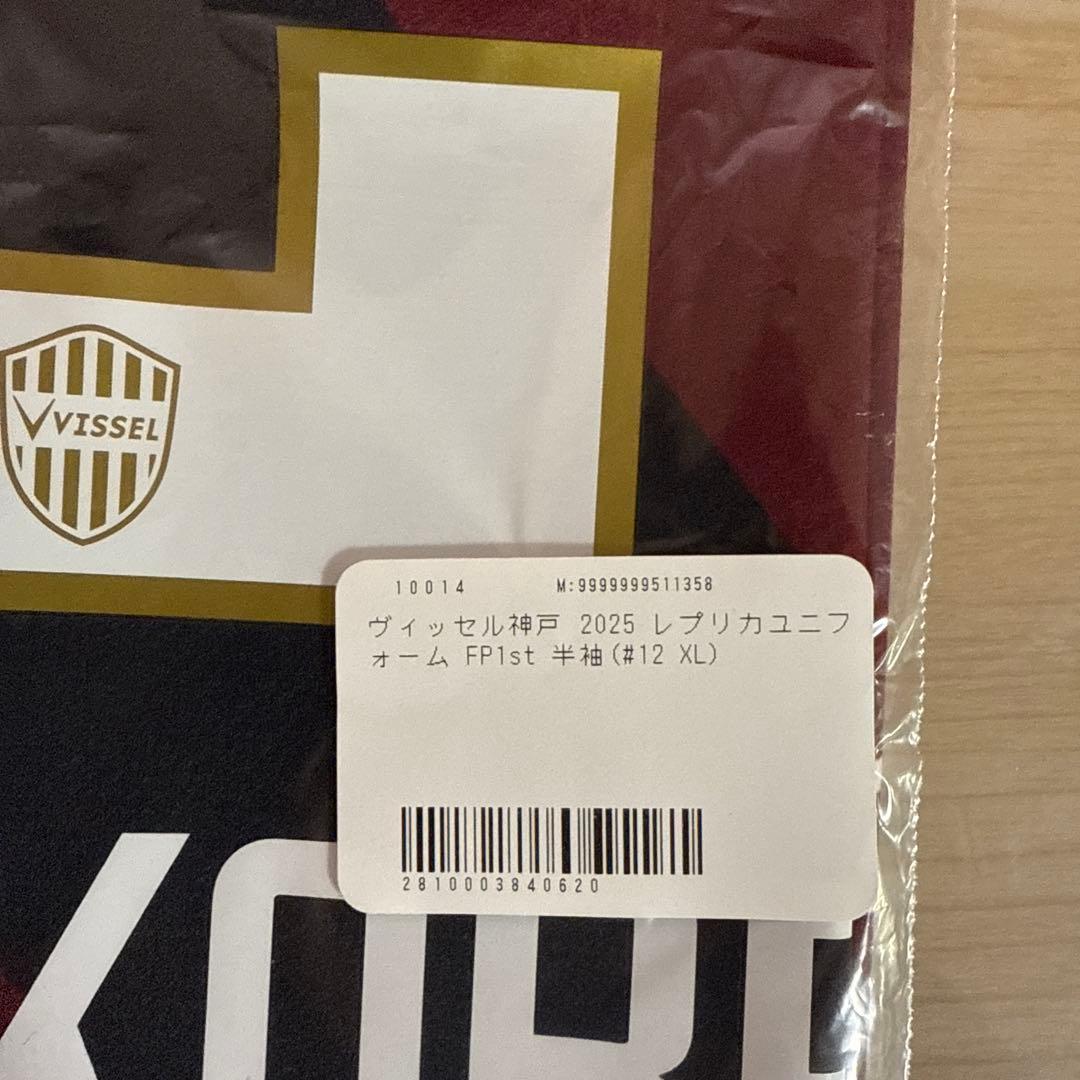 VISSEL
10014 M:9999999511358
ヴィッセル神戸 2025 レプリカユニフ
ォーム FP1st 半袖(#12 XL)
2810003840620
KOBE